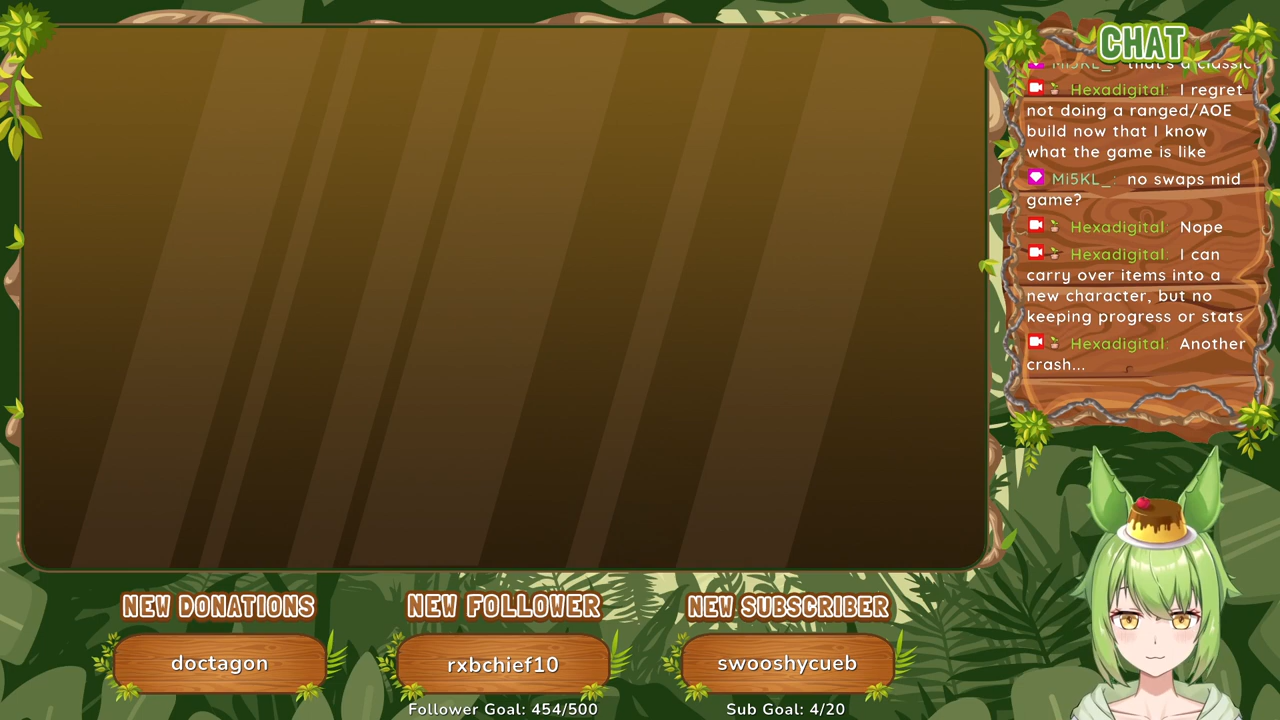 CHAT
Mi5KL_: that's a classic
Hexadigital: I regret
not doing a ranged/AOE
build now that I know
what the game is like
Mi5KL_: no swaps mid
game?
Hexadigital: Nope
Hexadigital: I can
carry over items into a
new character, but no
keeping progress or stats
Hexadigital: Another
crash...
NEW DONATIONS
doctagon
NEW FOLLOWER
rxbchief10
Follower Goal: 454/500
NEW SUBSCRIBER
swooshycueb
Sub Goal: 4/20